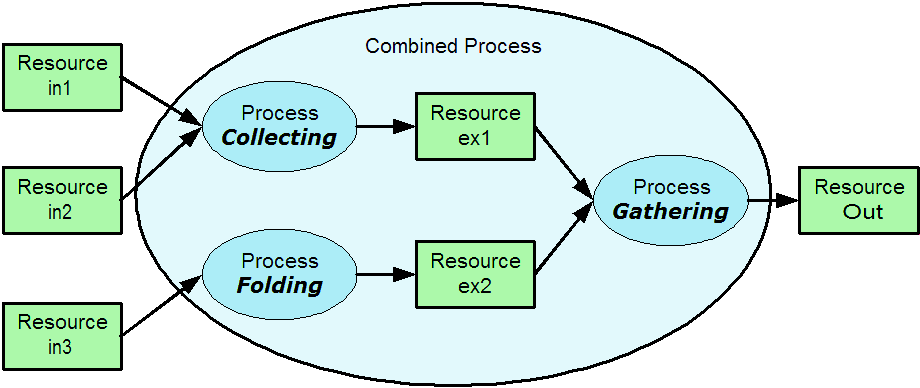 Combined Process
Resource
in1
Process
Collecting
Resource
ex1
Resource
in2
Process
Gathering
Resource
Out
Process
Folding
Resource
ex2
Resource
in3